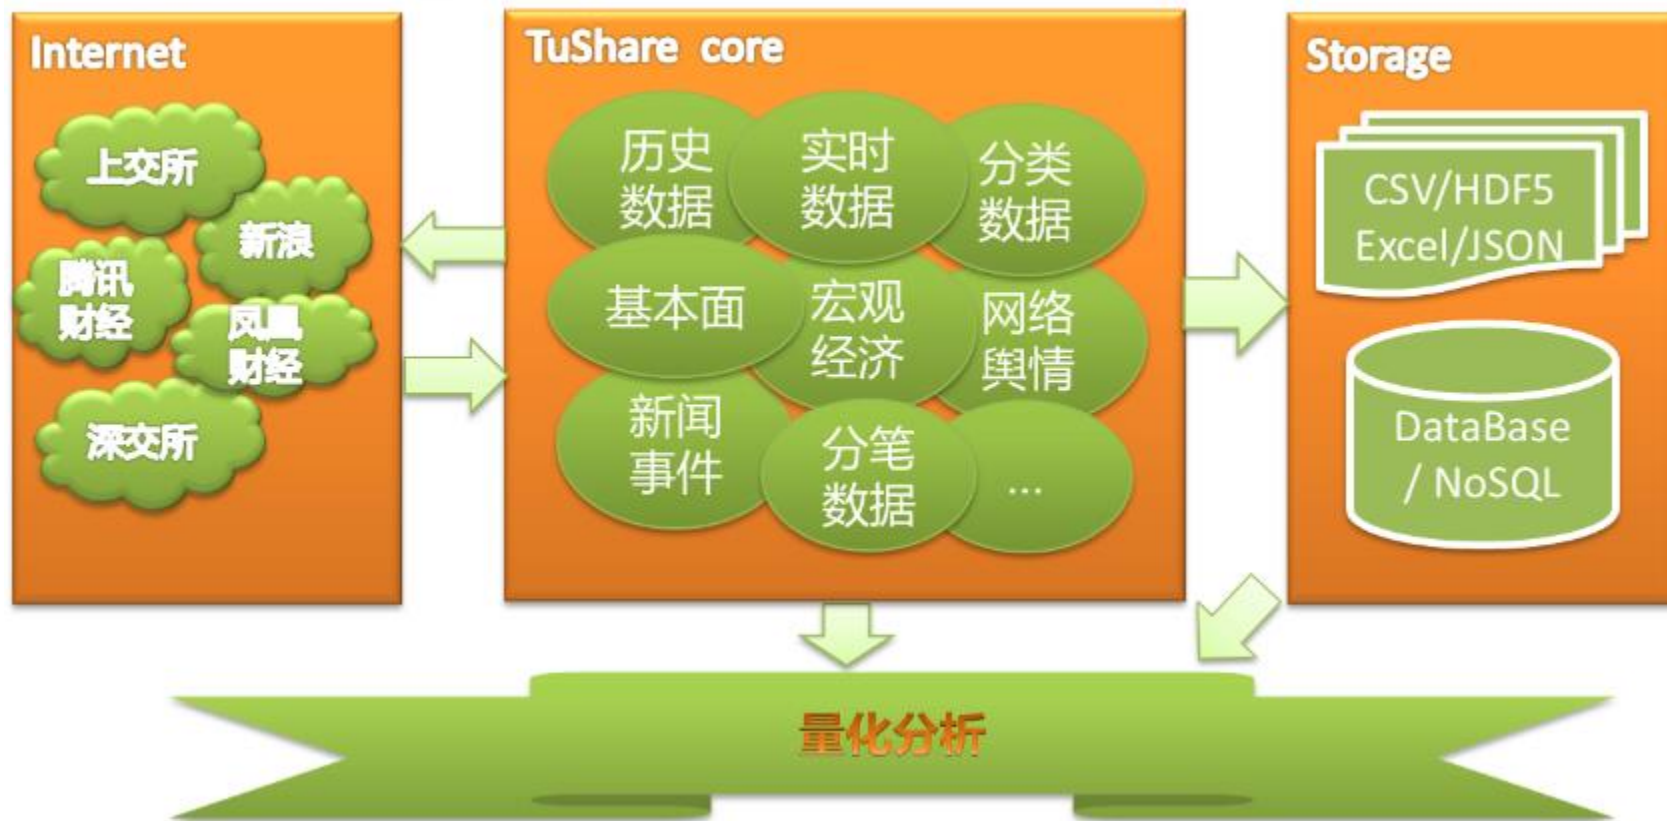 Internet
上交所
新浪
腾讯
财经
凤凰
财经
深交所
TuShare core
历史
数据
实时
数据
分类
数据
基本面
宏观
经济
网络
舆情
新闻
事件
分笔
数据
...
Storage
CSV/HDF5
Excel/JSON
DataBase
/ NoSQL
量化分析